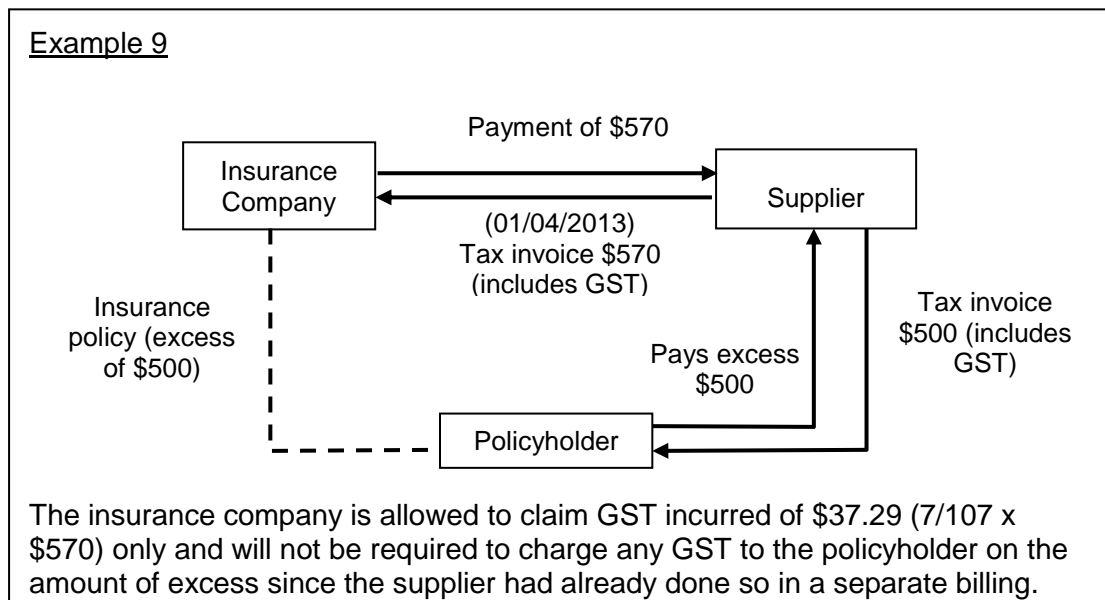 Example 9
Payment of $570
Insurance
Company
Supplier
(01/04/2013)
Tax invoice $570
(includes GST)
Insurance
policy (excess
of $500)
Pays excess
$500
Tax invoice
$500 (includes
GST)
Policyholder
The insurance company is allowed to claim GST incurred of $37.29 (7/107 x
$570) only and will not be required to charge any GST to the policyholder on the
amount of excess since the supplier had already done so in a separate billing.